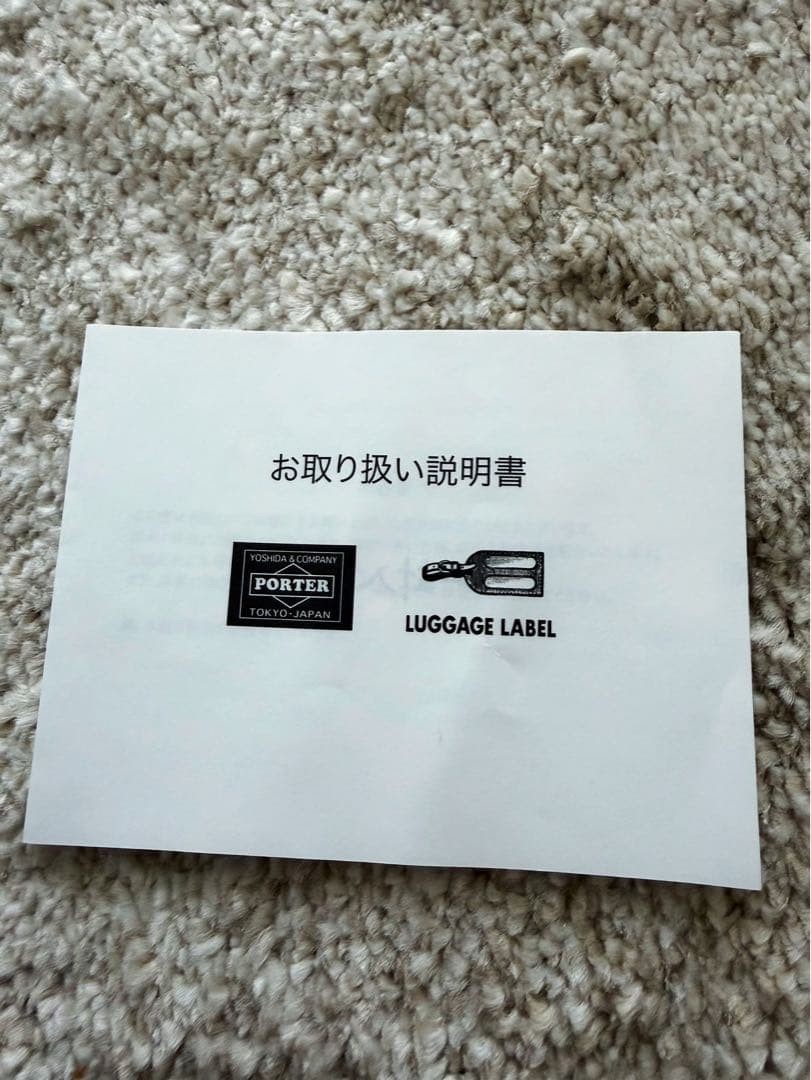 お取り扱い説明書
YOSHIDA & COMPANY
PORTER
TOKYO-JAPAN
LUGGAGE LABEL